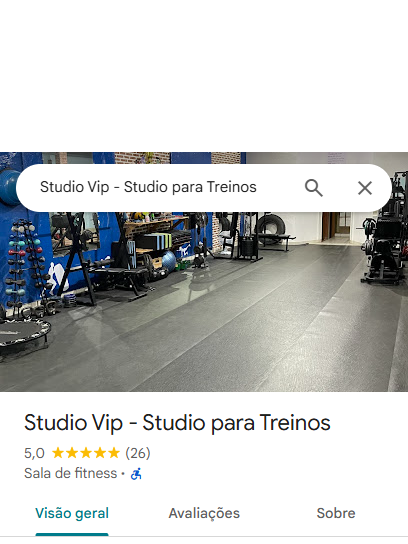 Studio Vip - Studio para Treinos
Studio Vip - Studio para Treinos
5,0 (26)
Sala de fitness ·
Visão geral Avaliações Sobre